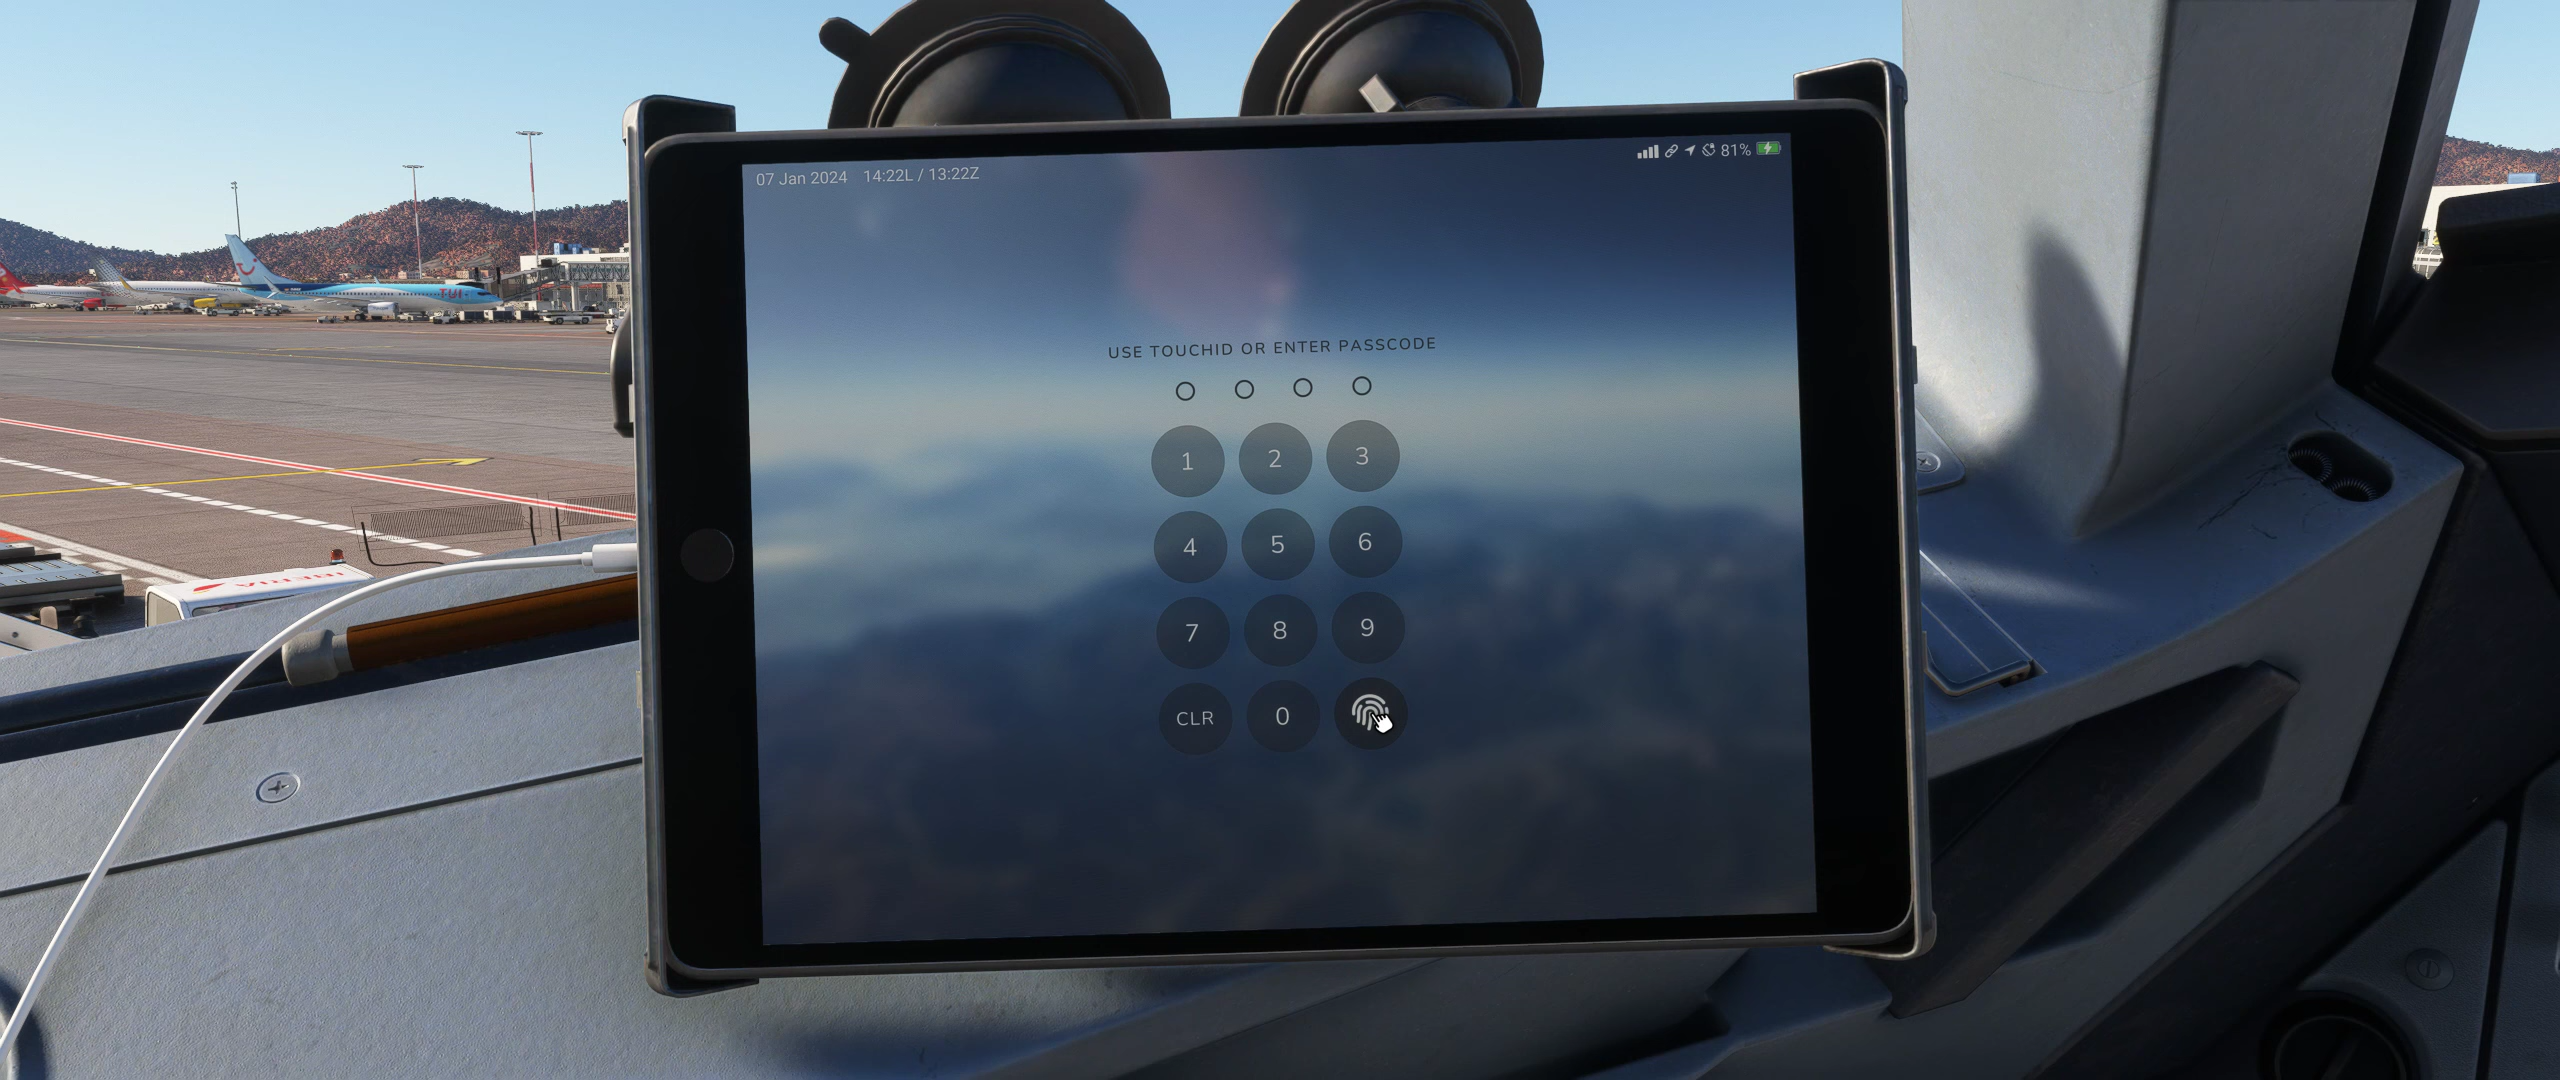 07 Jan 2024 14:22L / 13:22Z
81%
USE TOUCHID OR ENTER PASSCODE
1 2 3
4 5 6
7 8 9
CLR 0
TUI
IBERIA